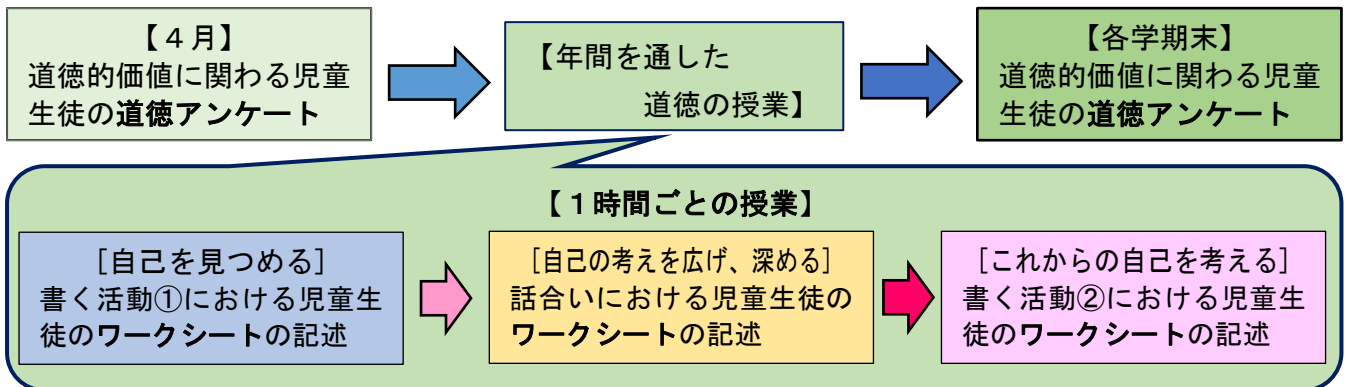 【４月】
道徳的価値に関わる児童
生徒の道徳アンケート
【年間を通した
道徳の授業】
【各学期末】
道徳的価値に関わる児童
生徒の道徳アンケート
【１時間ごとの授業】
［自己を見つめる］
書く活動①における児童生
徒のワークシートの記述
［自己の考えを広げ、深める］
話合いにおける児童生徒の
ワークシートの記述
［これからの自己を考える］
書く活動②における児童生
徒のワークシートの記述